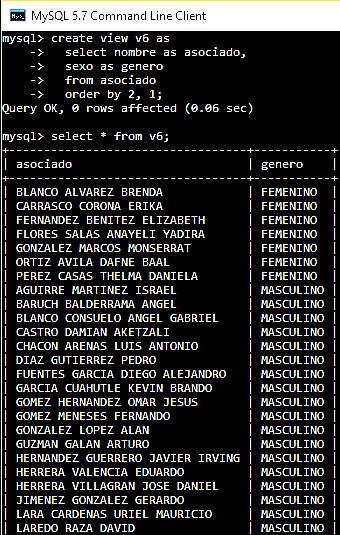 MySQL 5.7 Command Line Client
mysql> create view v6 as
-> select nombre as asociado,
-> sexo as genero
-> from asociado
-> order by 2, 1;
Query OK, 0 rows affected (0.06 sec)
mysql> select * from v6;
+--------------------------------+-----------+
| asociado | genero |
+--------------------------------+-----------+
| BLANCO ALVAREZ BRENDA | FEMENINO |
| CARRASCO CORONA ERIKA | FEMENINO |
| FERNANDEZ BENITEZ ELIZABETH | FEMENINO |
| FLORES SALAS ANAYELI YADIRA | FEMENINO |
| GONZALEZ MARCOS MONSERRAT | FEMENINO |
| ORTIZ AVILA DAFNE BAAL | FEMENINO |
| PEREZ CASAS THELMA DANIELA | FEMENINO |
| AGUIRRE MARTINEZ ISRAEL | MASCULINO |
| BARUCH BALDERRAMA ANGEL | MASCULINO |
| BLANCO CONSUELO ANGEL GABRIEL | MASCULINO |
| CASTRO DAMIAN AKETZALI | MASCULINO |
| CHACON ARENAS LUIS ANTONIO | MASCULINO |
| DIAZ GUTIERREZ PEDRO | MASCULINO |
| FUENTES GARCIA DIEGO ALEJANDRO | MASCULINO |
| GARCIA CUAHUTLE KEVIN BRANDO | MASCULINO |
| GOMEZ HERNANDEZ OMAR JESUS | MASCULINO |
| GOMEZ MENESES FERNANDO | MASCULINO |
| GONZALEZ LOPEZ ALAN | MASCULINO |
| GUZMAN GALAN ARTURO | MASCULINO |
| HERNANDEZ GUERRERO JAVIER IRVING | MASCULINO |
| HERRERA VALENCIA EDUARDO | MASCULINO |
| HERRERA VILLAGRAN JOSE DANIEL | MASCULINO |
| JIMENEZ GONZALEZ GERARDO | MASCULINO |
| LARA CARDENAS URIEL MAURICIO | MASCULINO |
| LAREDO RAZA DAVID | MASCULINO |